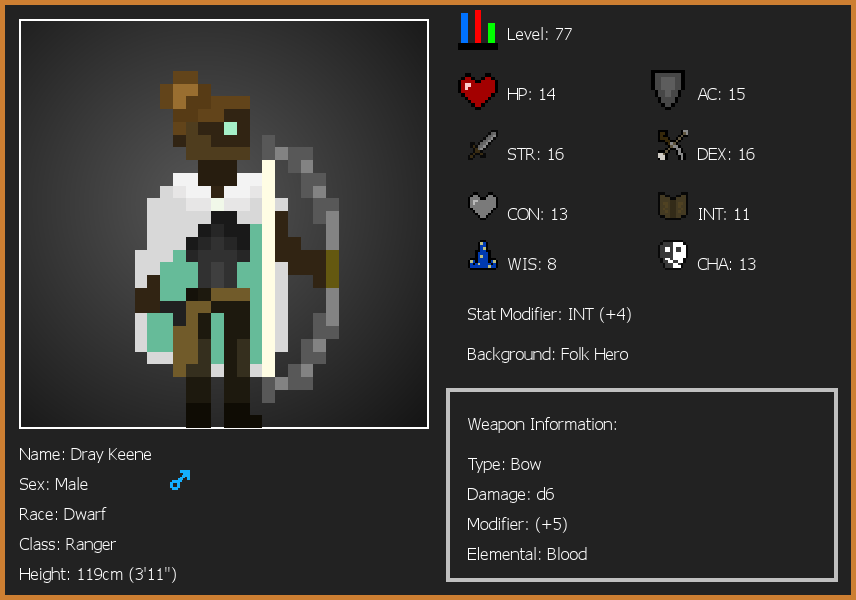 Level: 77
HP: 14
AC: 15
STR: 16
DEX: 16
CON: 13
INT: 11
WIS: 8
CHA: 13
Stat Modifier: INT (+4)
Background: Folk Hero
Weapon Information:
Type: Bow
Damage: d6
Modifier: (+5)
Elemental: Blood
Name: Dray Keene
Sex: Male
Race: Dwarf
Class: Ranger
Height: 119cm (3'11")